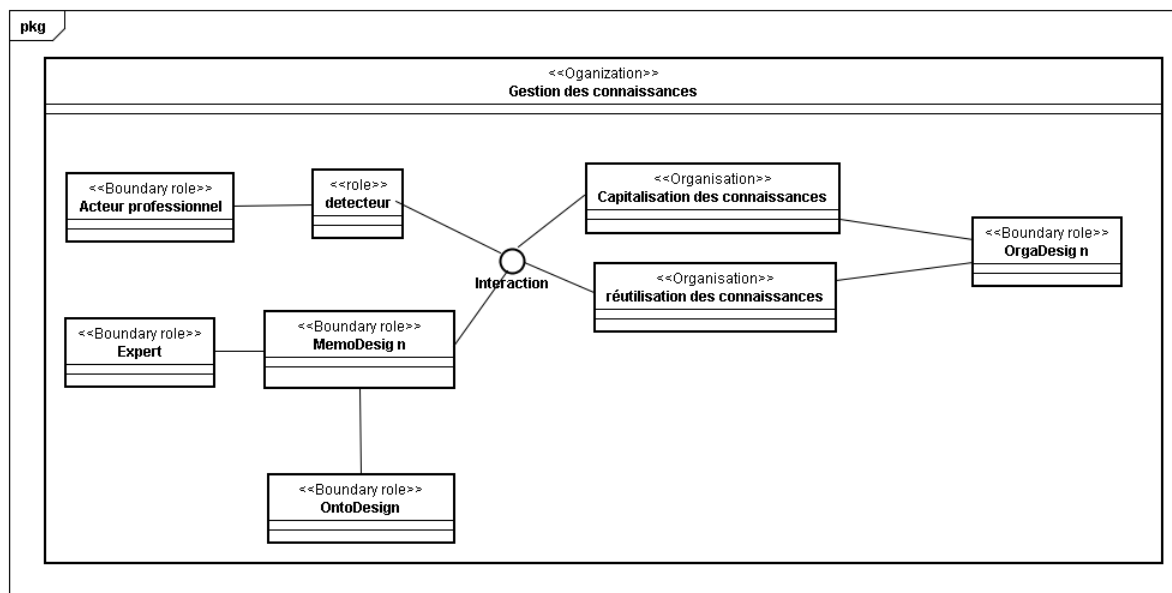 pkg
<<Oganization>>
Gestion des connaissances
<<Boundary role>>
Acteur professionnel
<<role>>
detecteur
<<Organisation>>
Capitalisation des connaissances
<<Boundary role>>
OrgaDesig n
Interaction
<<Organisation>>
réutilisation des connaissances
<<Boundary role>>
Expert
<<Boundary role>>
MemoDesig n
<<Boundary role>>
OntoDesign